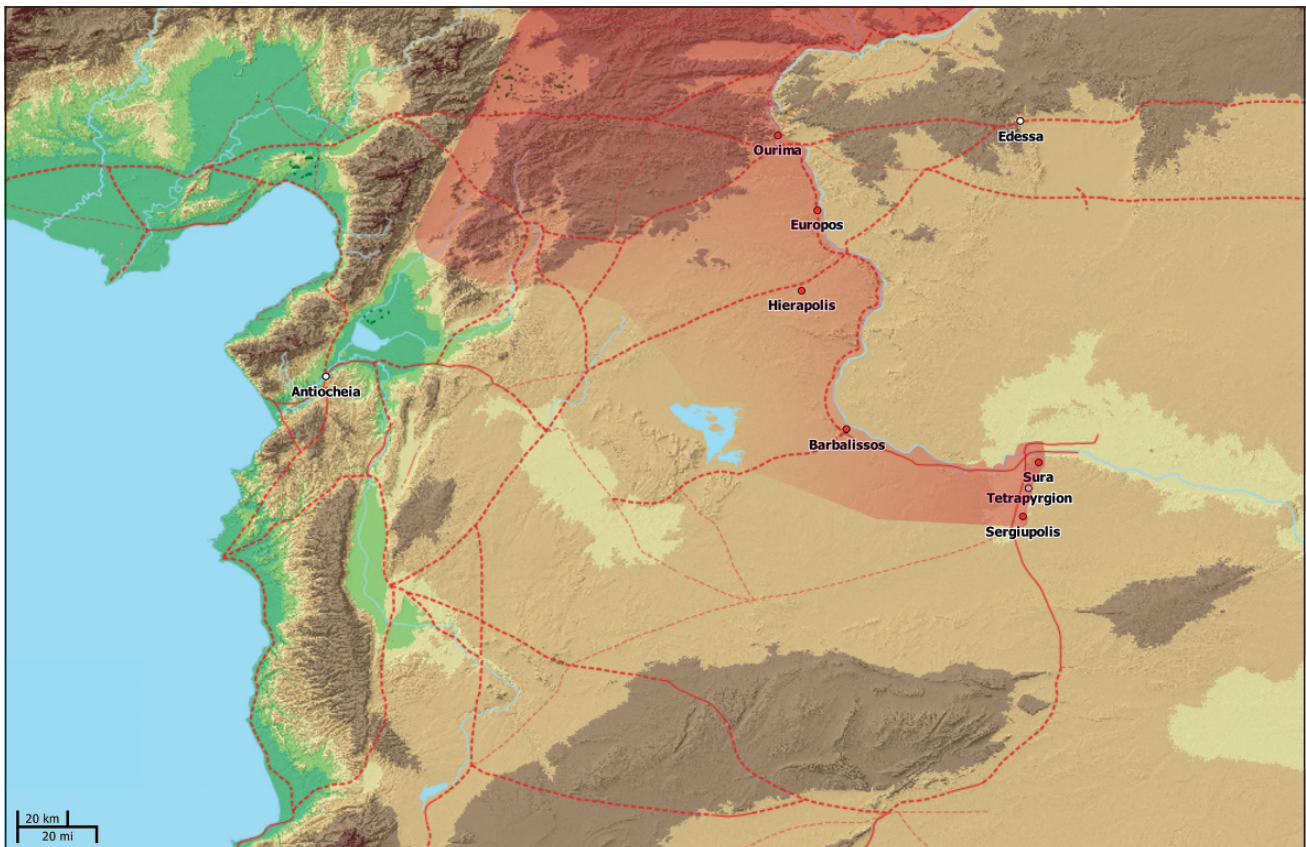 Edessa
Ourima
Europos
Hierapolis
Antiocheia
Barbalissos
Sura
Tetrapyrgion
Sergiupolis
20 km
20 mi